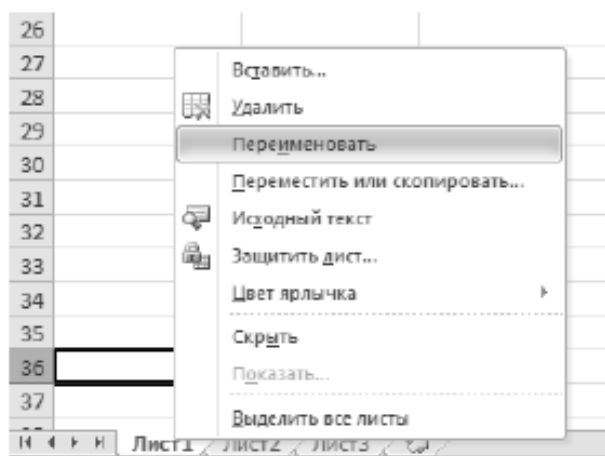 26
27
Вставить...
28
Удалить
29
Переименовать
30
Переместить или скопировать...
31
Исходный текст
32
33
Защитить лист...
34
Цвет ярлычка
35
Скрыть
36
Показать...
37
Выделить все листы
Лист1 Лист2 Лист3